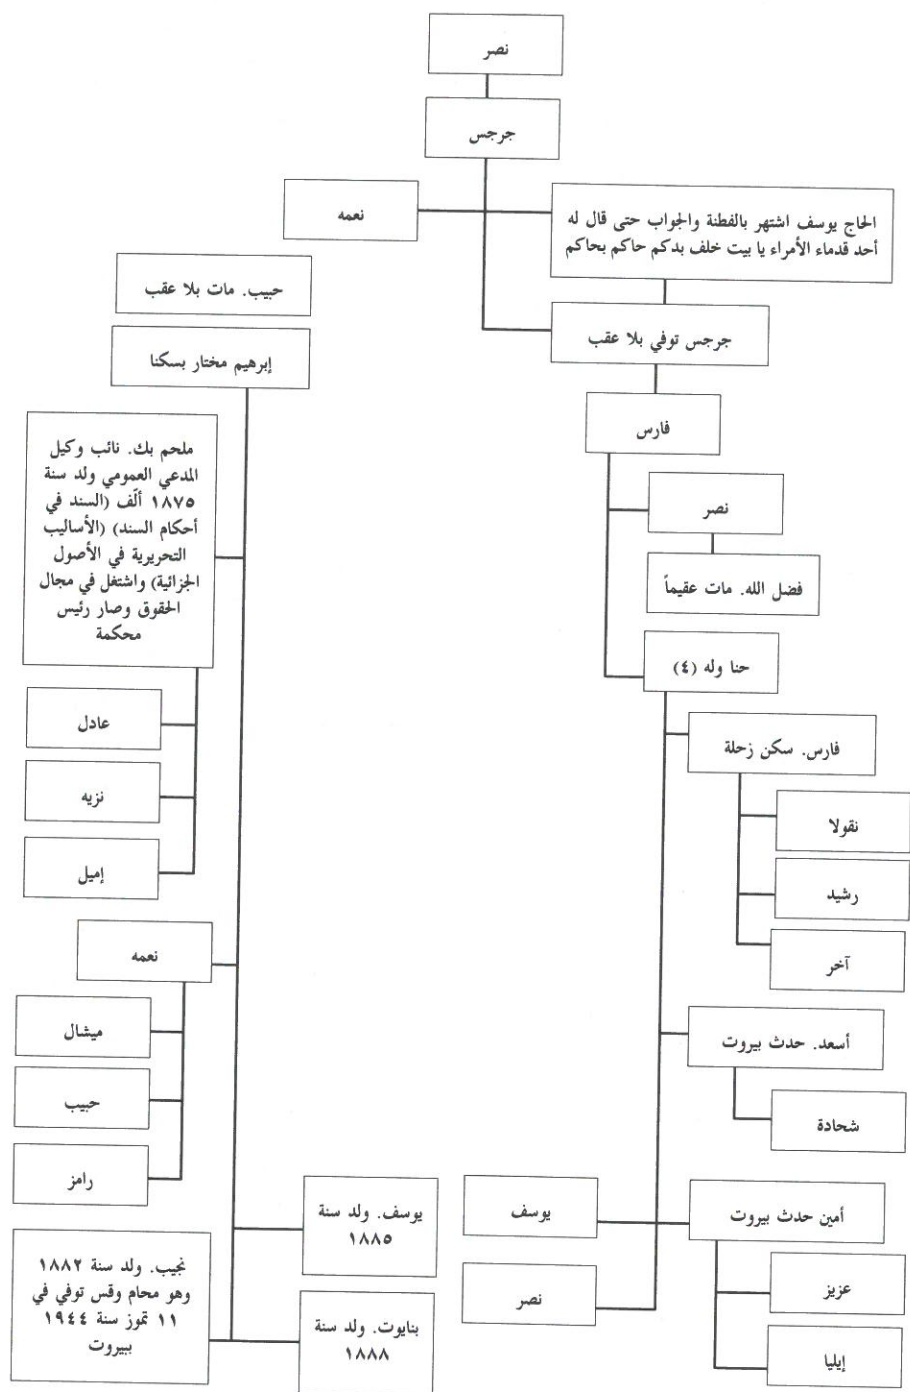 نصر
جرجس
الحاج يوسف اشتهر بالفطنة والجواب حتى قال له
أحد قدماء الأمراء يا بيت خلف بدكم حاكم بحاكم
نعمه
جرجس توفي بلا عقب
فارس
نصر
فضل الله. مات عقيماً
حنا وله (٤)
فارس. سكن زحلة
نقولا
رشيد
آخر
أسعد. حدث بيروت
شحادة
أمين حدث بيروت
يوسف
عزيز
إيليا
نصر
حبيب. مات بلا عقب
إبرهيم مختار بسكنا
ملحم بك. نائب وكيل
المدعي العمومي ولد سنة
١٨٧٥ ألّف (السند في
أحكام السند) (الأساليب
التحريرية في الأصول
الجزائية) واشتغل في مجال
الحقوق وصار رئيس
محكمة
عادل
نزيه
إميل
نعمه
ميشال
حبيب
رامز
يوسف. ولد سنة
١٨٨٥
نجيب. ولد سنة ١٨٨٢
وهو محام وقس توفي في
١١ تموز سنة ١٩٤٤
ببيروت
بنايوت. ولد سنة
١٨٨٨